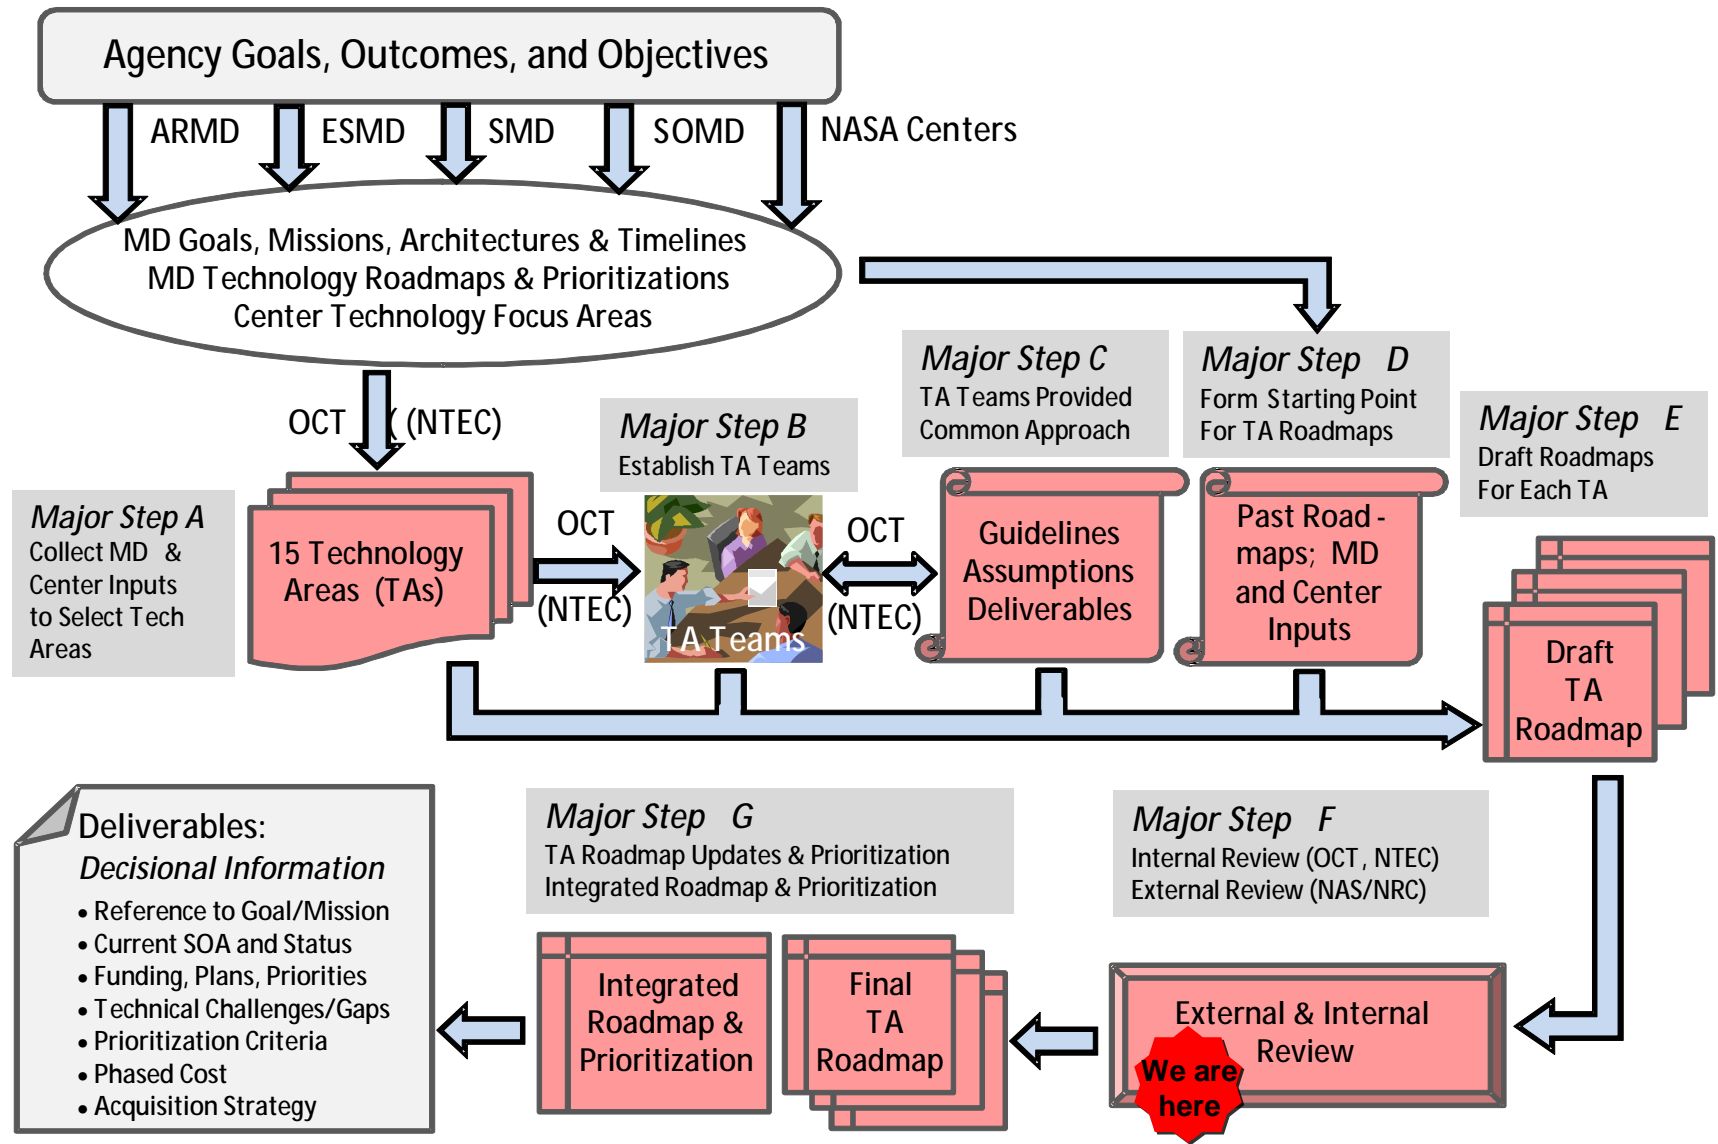 Agency Goals, Outcomes, and Objectives
ARMD
ESMD
SMD
SOMD
NASA Centers
MD Goals, Missions, Architectures & Timelines
MD Technology Roadmaps & Prioritizations
Center Technology Focus Areas
OCT ( (NTEC)
Major Step A
Collect MD &
Center Inputs
to Select Tech
Areas
15 Technology
Areas (TAs)
OCT
(NTEC)
Major Step B
Establish TA Teams
TA Teams
OCT
(NTEC)
Major Step C
TA Teams Provided
Common Approach
Guidelines
Assumptions
Deliverables
Major Step D
Form Starting Point
For TA Roadmaps
Past Road -
maps; MD
and Center
Inputs
Major Step E
Draft Roadmaps
For Each TA
Draft
TA
Roadmap
Major Step F
Internal Review (OCT, NTEC)
External Review (NAS/NRC)
External & Internal
Review
We are
here
Major Step G
TA Roadmap Updates & Prioritization
Integrated Roadmap & Prioritization
Final
TA
Roadmap
Integrated
Roadmap &
Prioritization
Deliverables:
Decisional Information
• Reference to Goal/Mission
• Current SOA and Status
• Funding, Plans, Priorities
• Technical Challenges/Gaps
• Prioritization Criteria
• Phased Cost
• Acquisition Strategy